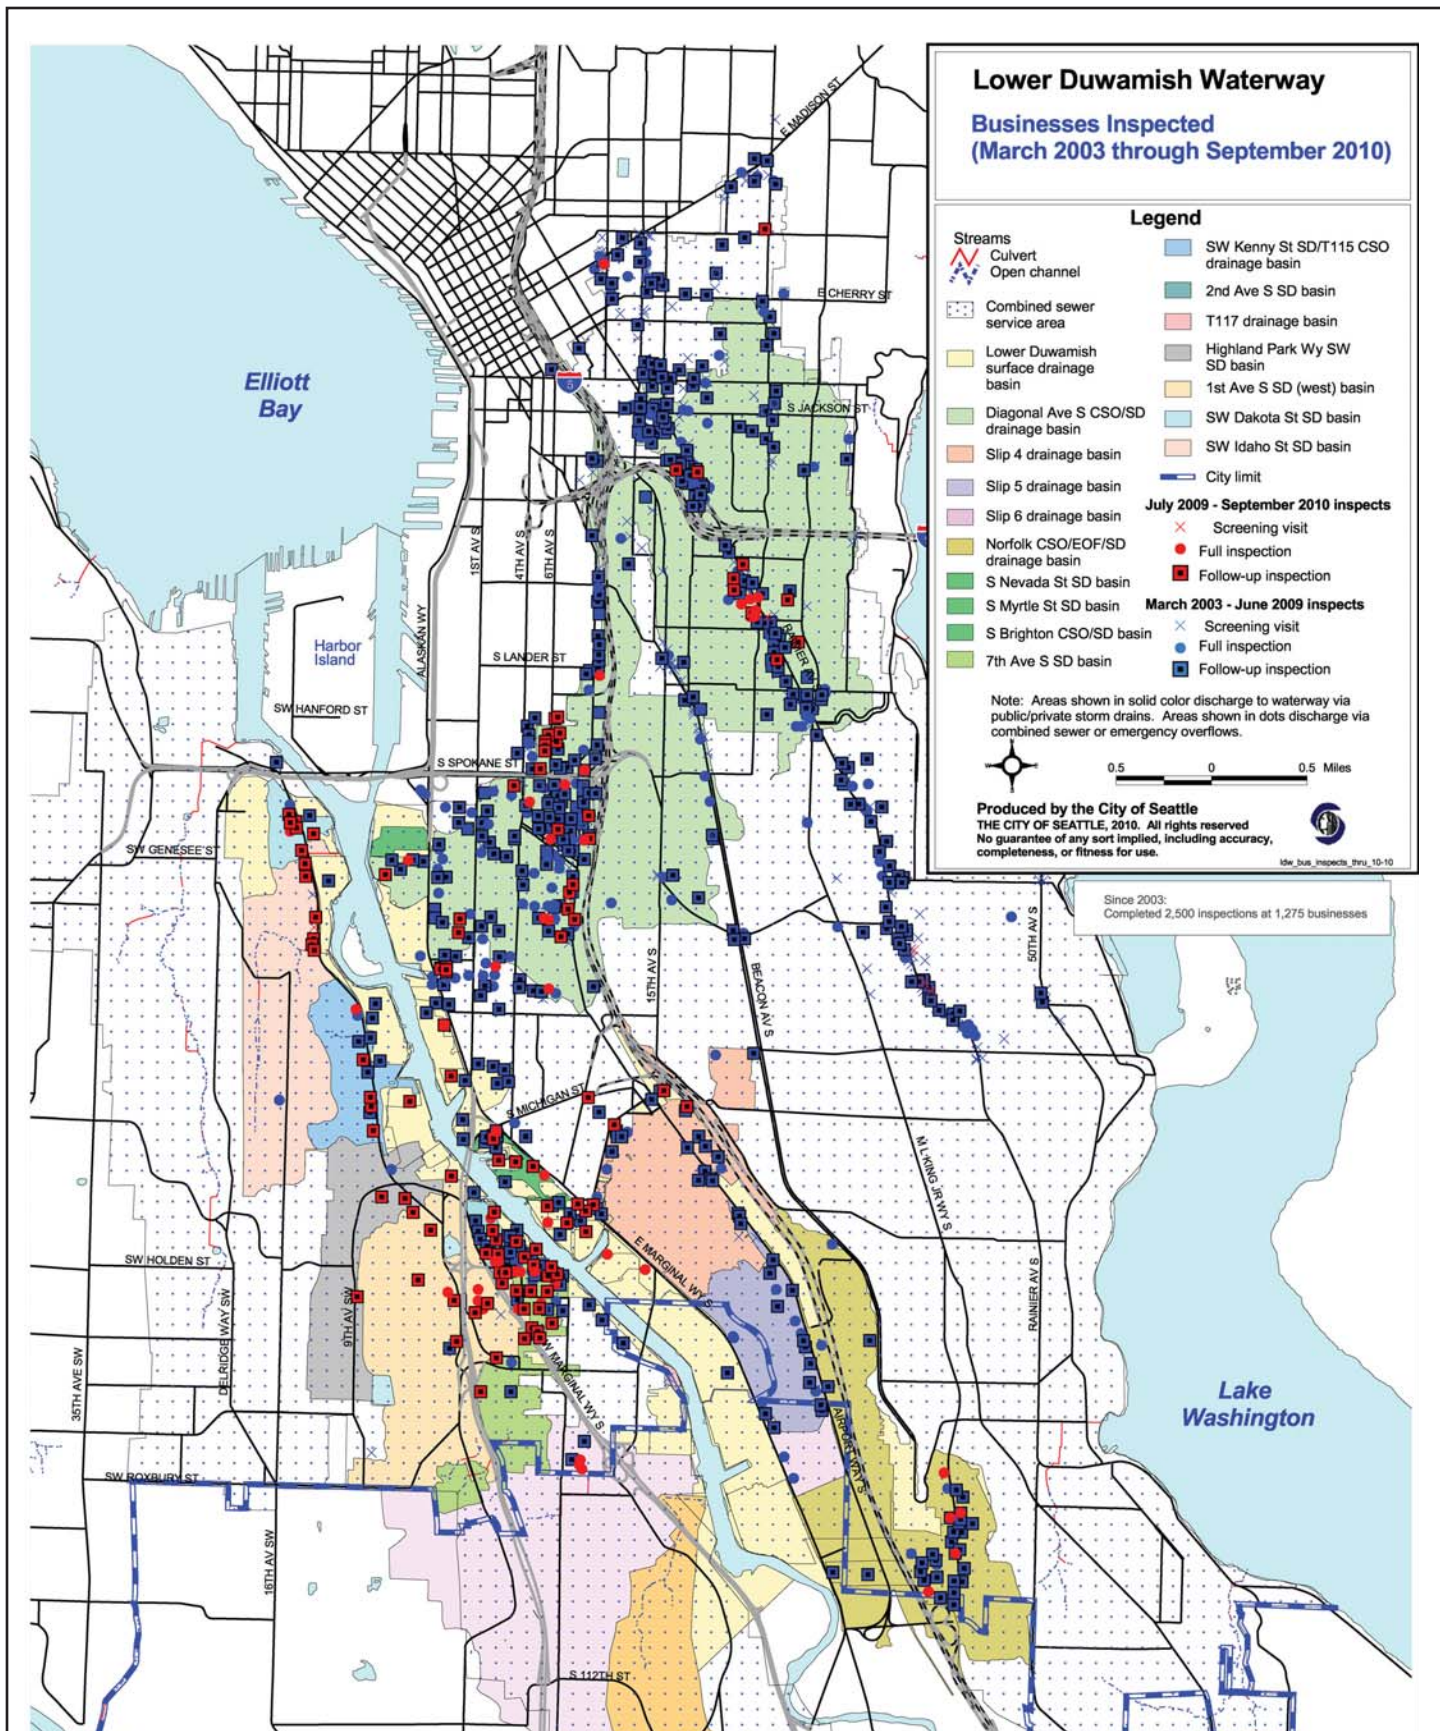 Lower Duwamish Waterway
Businesses Inspected
(March 2003 through September 2010)
Legend
Streams
Culvert
Open channel
Combined sewer
service area
Lower Duwamish
surface drainage
basin
Diagonal Ave S CSO/SD
drainage basin
Slip 4 drainage basin
Slip 5 drainage basin
Slip 6 drainage basin
Norfolk CSO/EOF/SD
drainage basin
S Nevada St SD basin
S Myrtle St SD basin
S Brighton CSO/SD basin
7th Ave S SD basin
SW Kenny St SD/T115 CSO
drainage basin
2nd Ave S SD basin
T117 drainage basin
Highland Park Wy SW
SD basin
1st Ave S SD (west) basin
SW Dakota St SD basin
SW Idaho St SD basin
City limit
July 2009 - September 2010 inspects
Screening visit
Full inspection
Follow-up inspection
March 2003 - June 2009 inspects
Screening visit
Full inspection
Follow-up inspection
Note: Areas shown in solid color discharge to waterway via
public/private storm drains. Areas shown in dots discharge via
combined sewer or emergency overflows.
0.5 0 0.5 Miles
Produced by the City of Seattle
THE CITY OF SEATTLE, 2010. All rights reserved
No guarantee of any sort implied, including accuracy,
completeness, or fitness for use.
ldw_bus_inspects_thru_10-10
Since 2003:
Completed 2,500 inspections at 1,275 businesses
E MADISON ST
E CHERRY ST
Elliott
Bay
5
S JACKSON ST
1ST AV S
4TH AV S
6TH AV S
ALASKAN WY
Harbor
Island
S LANDER ST
SW HANFORD ST
S SPOKANE ST
SW GENESEE ST
15TH AV S
BEACON AV S
50TH AV S
S MICHIGAN ST
M L KING JR WY S
E MARGINAL WY S
SW HOLDEN ST
9TH AV SW
DELRIDGE WAY SW
35TH AVE SW
RAINIER AV S
W MARGINAL WY S
AIRPORT WAY S
Lake
Washington
SW ROXBURY ST
16TH AV SW
S 112TH ST